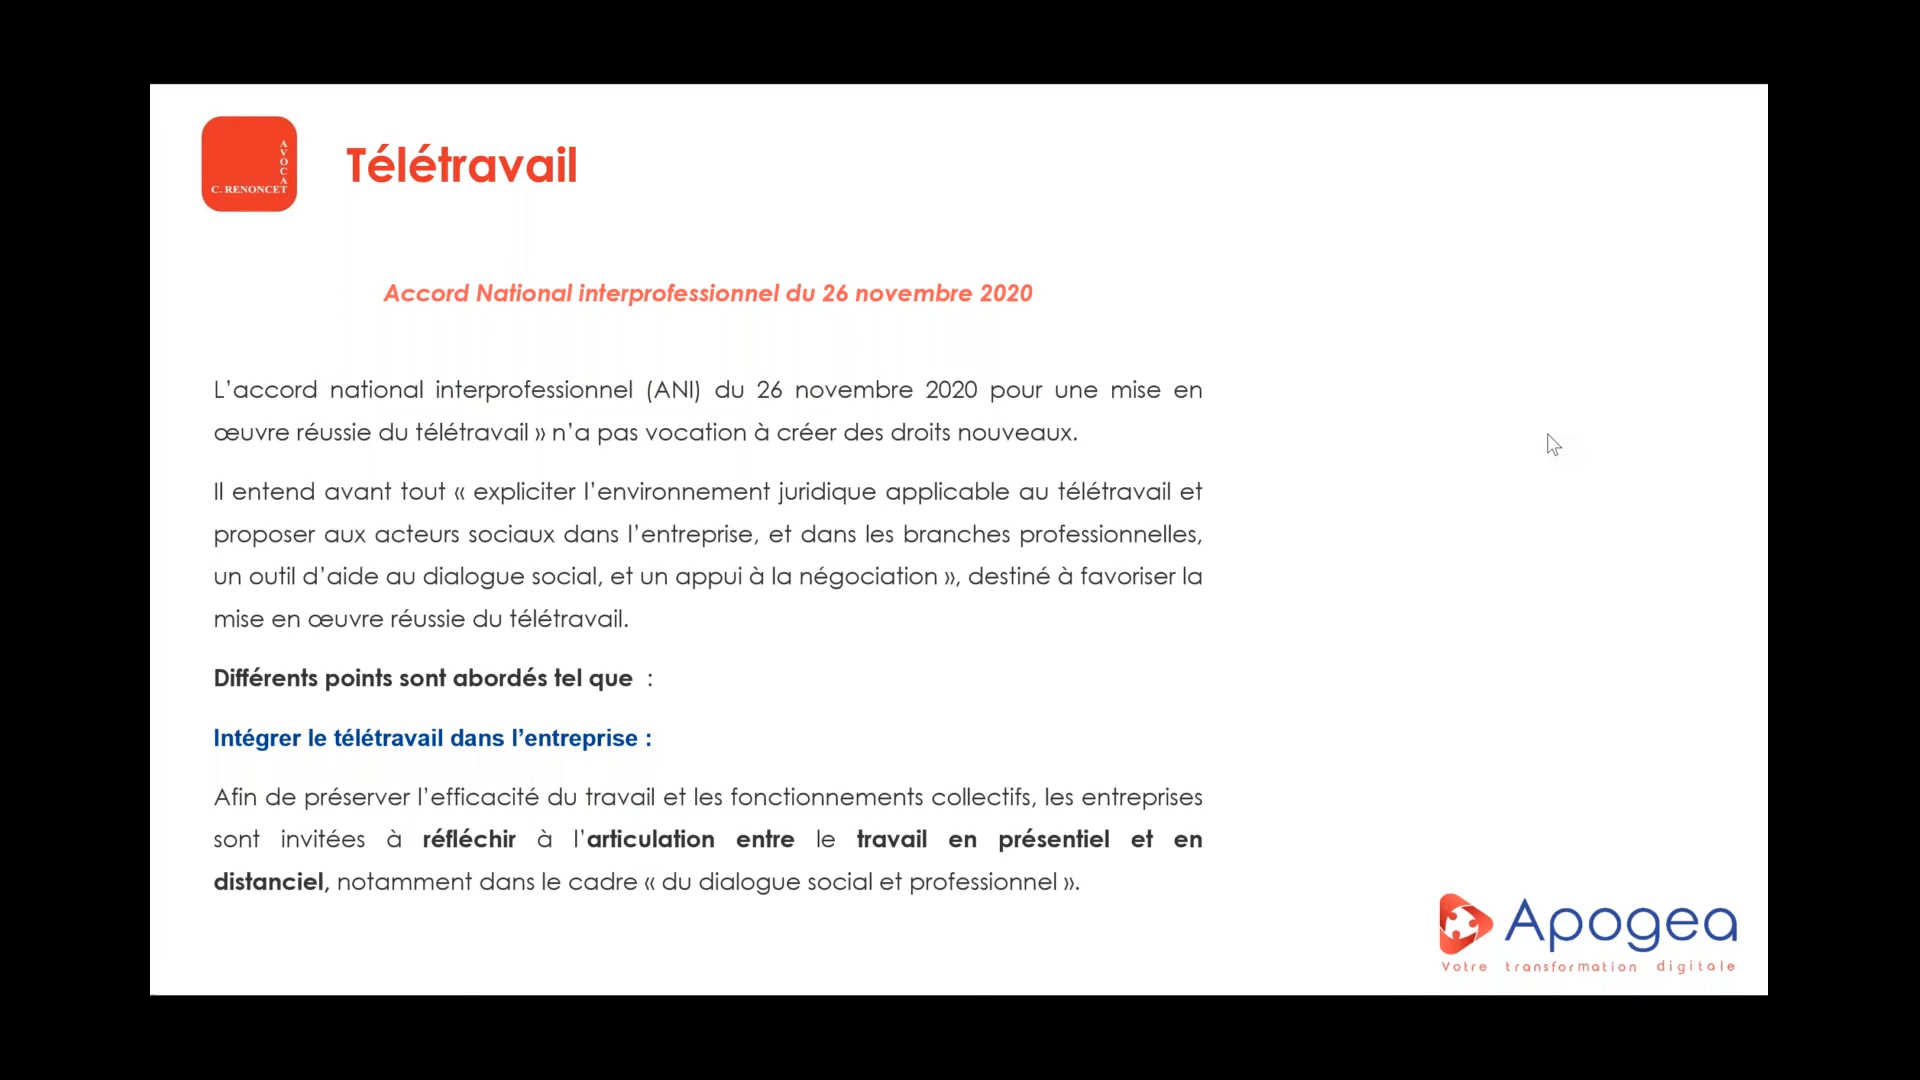 AVOCAT
C. RENONCET
Télétravail
Accord National interprofessionnel du 26 novembre 2020
L’accord national interprofessionnel (ANI) du 26 novembre 2020 pour une mise en
œuvre réussie du télétravail » n’a pas vocation à créer des droits nouveaux.
Il entend avant tout « expliciter l’environnement juridique applicable au télétravail et
proposer aux acteurs sociaux dans l’entreprise, et dans les branches professionnelles,
un outil d’aide au dialogue social, et un appui à la négociation », destiné à favoriser la
mise en œuvre réussie du télétravail.
Différents points sont abordés tel que :
Intégrer le télétravail dans l’entreprise :
Afin de préserver l’efficacité du travail et les fonctionnements collectifs, les entreprises
sont invitées à réfléchir à l’articulation entre le travail en présentiel et en
distanciel, notamment dans le cadre « du dialogue social et professionnel ».
Apogea
Votre transformation digitale